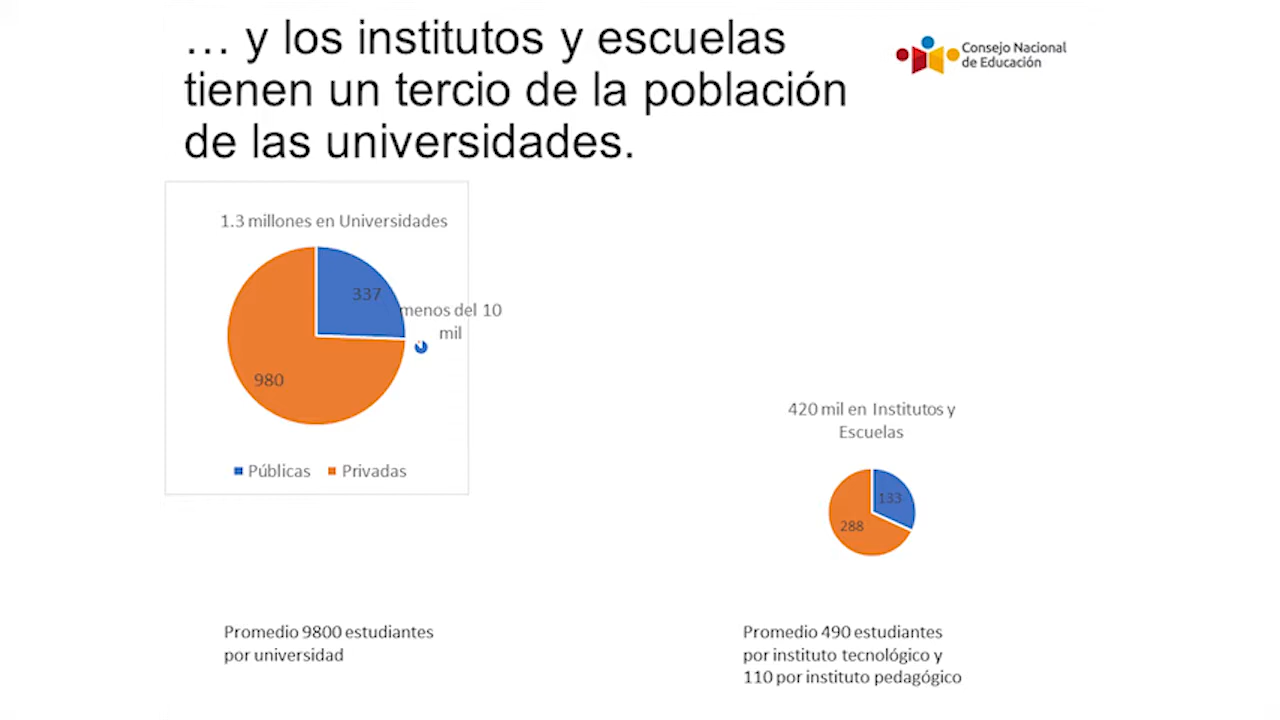 … y los institutos y escuelas
tienen un tercio de la población
de las universidades.
Consejo Nacional
de Educación
1.3 millones en Universidades
337
menos del 10
mil
980
Públicas Privadas
420 mil en Institutos y
Escuelas
133
288
Promedio 9800 estudiantes
por universidad
Promedio 490 estudiantes
por instituto tecnológico y
110 por instituto pedagógico